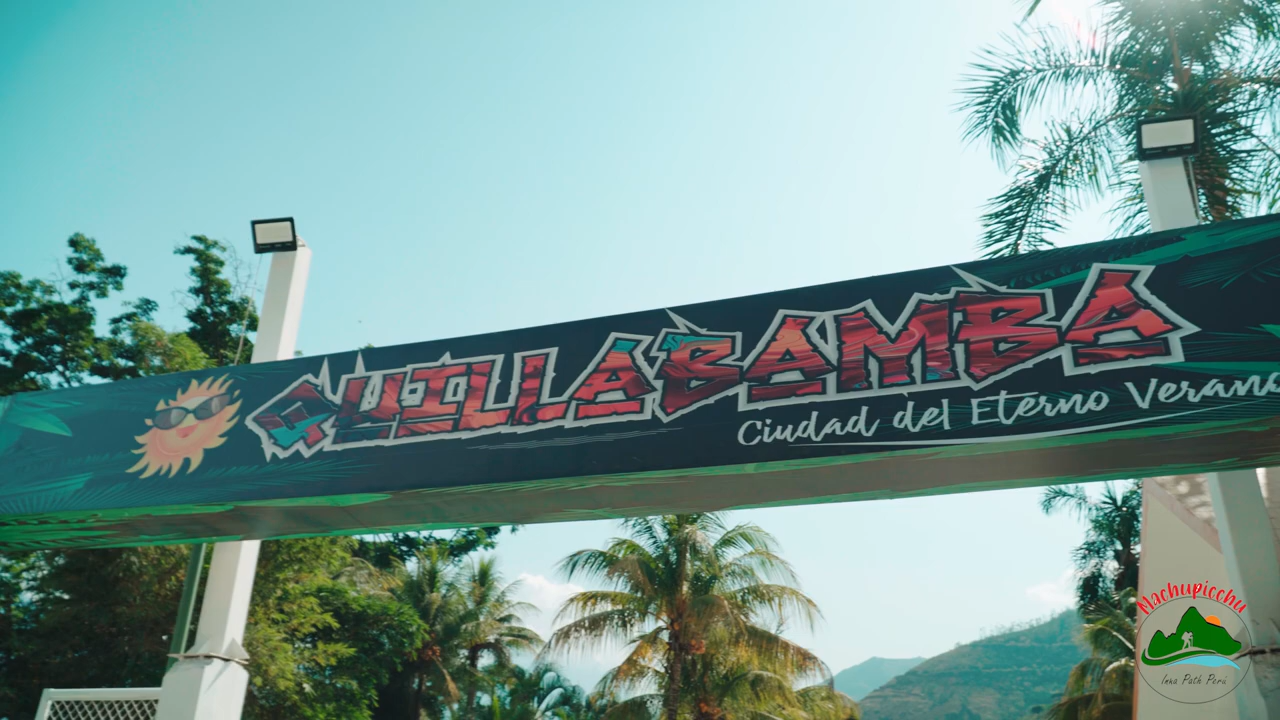 QUILLABAMBA
Ciudad del Eterno Verano
Machupicchu
Inka Path Perú